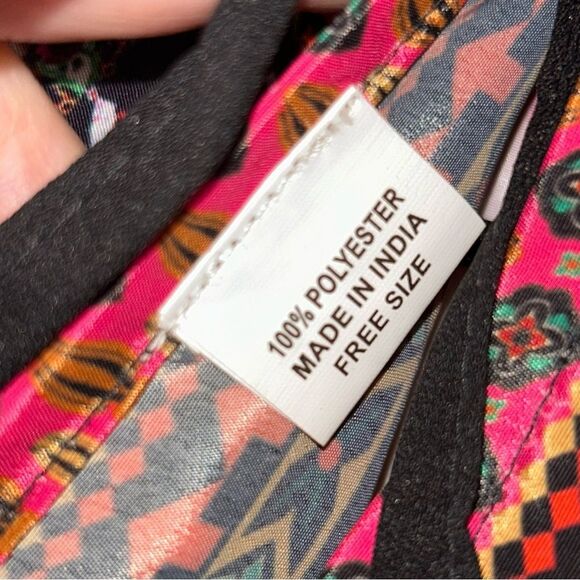 100% POLYESTER
MADE IN INDIA
FREE SIZE